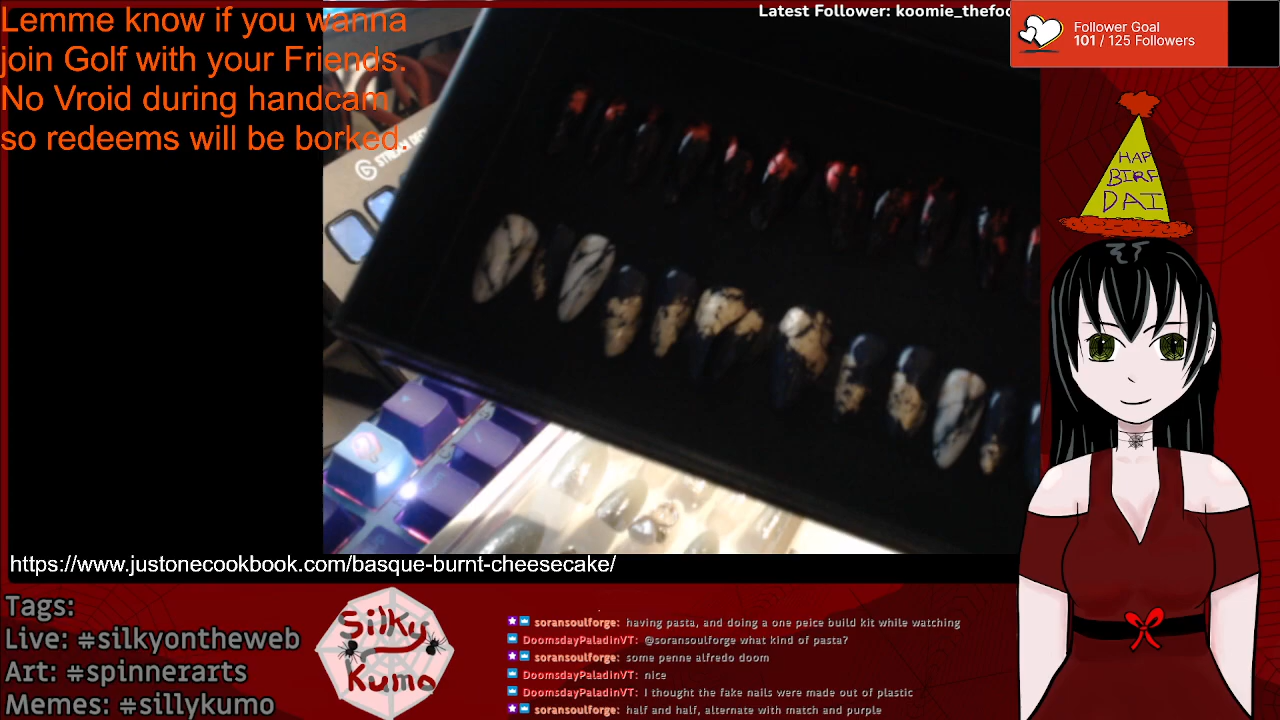 Lemme know if you wanna
join Golf with your Friends.
No Vroid during handcam
so redeems will be borked.
Latest Follower: koomie_thefoo
Follower Goal
101 / 125 Followers
HAP
BIRF
DAI
https://www.justonecookbook.com/basque-burnt-cheesecake/
Tags:
Live: #silkyontheweb
Art: #spinnerarts
Memes: #sillykumo
Silky
Kumo
soransoulforge: having pasta, and doing a one peice build kit while watching
DoomsdayPaladinVT: @soransoulforge what kind of pasta?
soransoulforge: some penne alfredo doom
DoomsdayPaladinVT: nice
DoomsdayPaladinVT: I thought the fake nails were made out of plastic
soransoulforge: half and half, alternate with match and purple